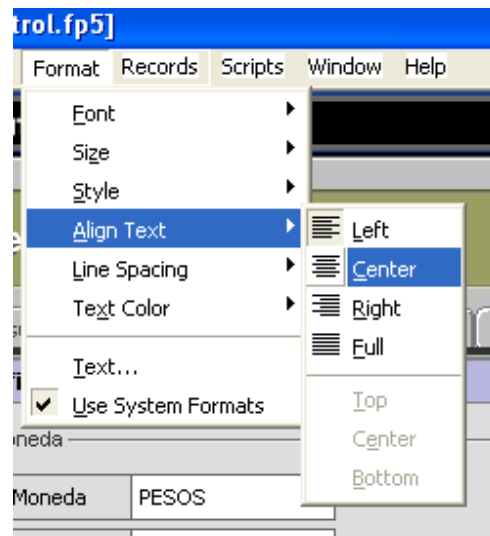 trol.fp5]
Format Records Scripts Window Help
Font
Size
Style
Align Text
Line Spacing
Text Color
Text...
Use System Formats
Left
Center
Right
Full
Top
Center
Bottom
neda
Moneda PESOS